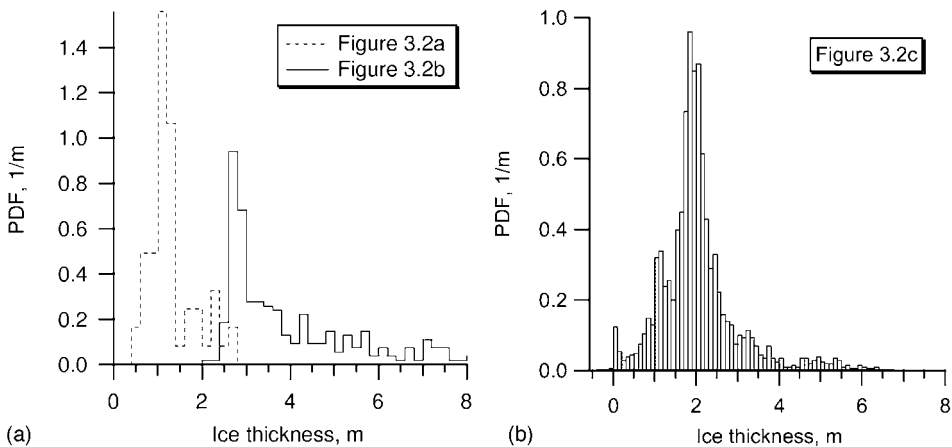 Figure 3.2a
Figure 3.2b
PDF, 1/m
1.4
1.2
1.0
0.8
0.6
0.4
0.2
0.0
0 2 4 6 8
Ice thickness, m
(a)
Figure 3.2c
PDF, 1/m
1.0
0.8
0.6
0.4
0.2
0.0
0 2 4 6 8
Ice thickness, m
(b)